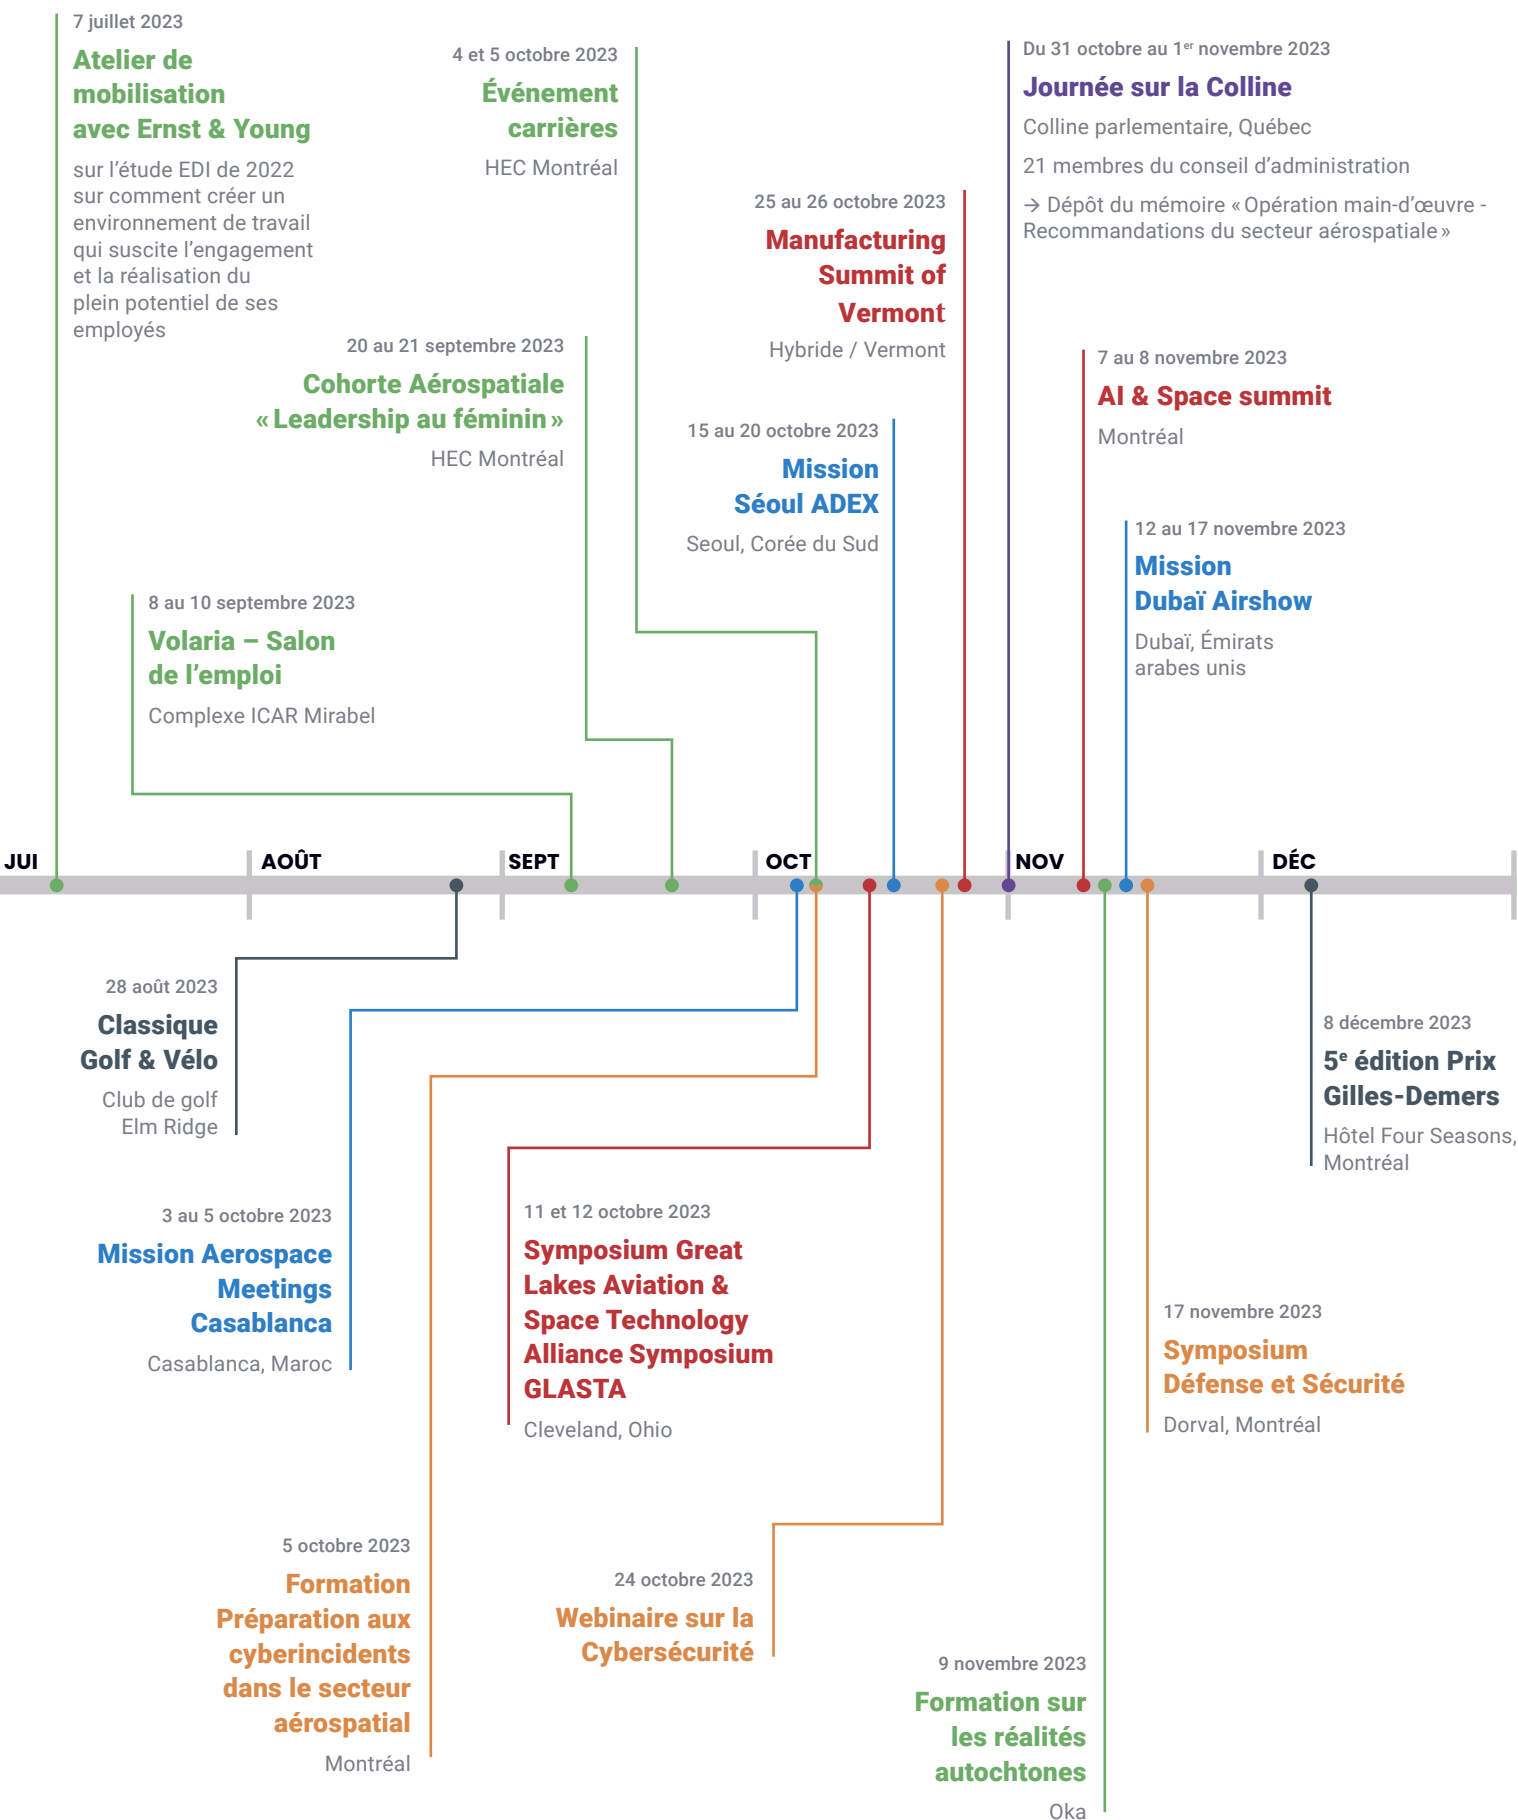 7 juillet 2023
Atelier de
mobilisation
avec Ernst & Young
sur l’étude EDI de 2022
sur comment créer un
environnement de travail
qui suscite l’engagement
et la réalisation du
plein potentiel de ses
employés
4 et 5 octobre 2023
Événement
carrières
HEC Montréal
Du 31 octobre au 1er novembre 2023
Journée sur la Colline
Colline parlementaire, Québec
21 membres du conseil d’administration
→ Dépôt du mémoire « Opération main-d’œuvre -
Recommandations du secteur aérospatiale »
25 au 26 octobre 2023
Manufacturing
Summit of
Vermont
Hybride / Vermont
20 au 21 septembre 2023
Cohorte Aérospatiale
« Leadership au féminin »
HEC Montréal
7 au 8 novembre 2023
AI & Space summit
Montréal
15 au 20 octobre 2023
Mission
Séoul ADEX
Seoul, Corée du Sud
12 au 17 novembre 2023
Mission
Dubaï Airshow
Dubaï, Émirats
arabes unis
8 au 10 septembre 2023
Volaria – Salon
de l’emploi
Complexe ICAR Mirabel
JUI
AOÛT
SEPT
OCT
NOV
DÉC
28 août 2023
Classique
Golf & Vélo
Club de golf
Elm Ridge
8 décembre 2023
5e édition Prix
Gilles-Demers
Hôtel Four Seasons,
Montréal
3 au 5 octobre 2023
Mission Aerospace
Meetings
Casablanca
Casablanca, Maroc
11 et 12 octobre 2023
Symposium Great
Lakes Aviation &
Space Technology
Alliance Symposium
GLASTA
Cleveland, Ohio
17 novembre 2023
Symposium
Défense et Sécurité
Dorval, Montréal
5 octobre 2023
Formation
Préparation aux
cyberincidents
dans le secteur
aérospatial
Montréal
24 octobre 2023
Webinaire sur la
Cybersécurité
9 novembre 2023
Formation sur
les réalités
autochtones
Oka